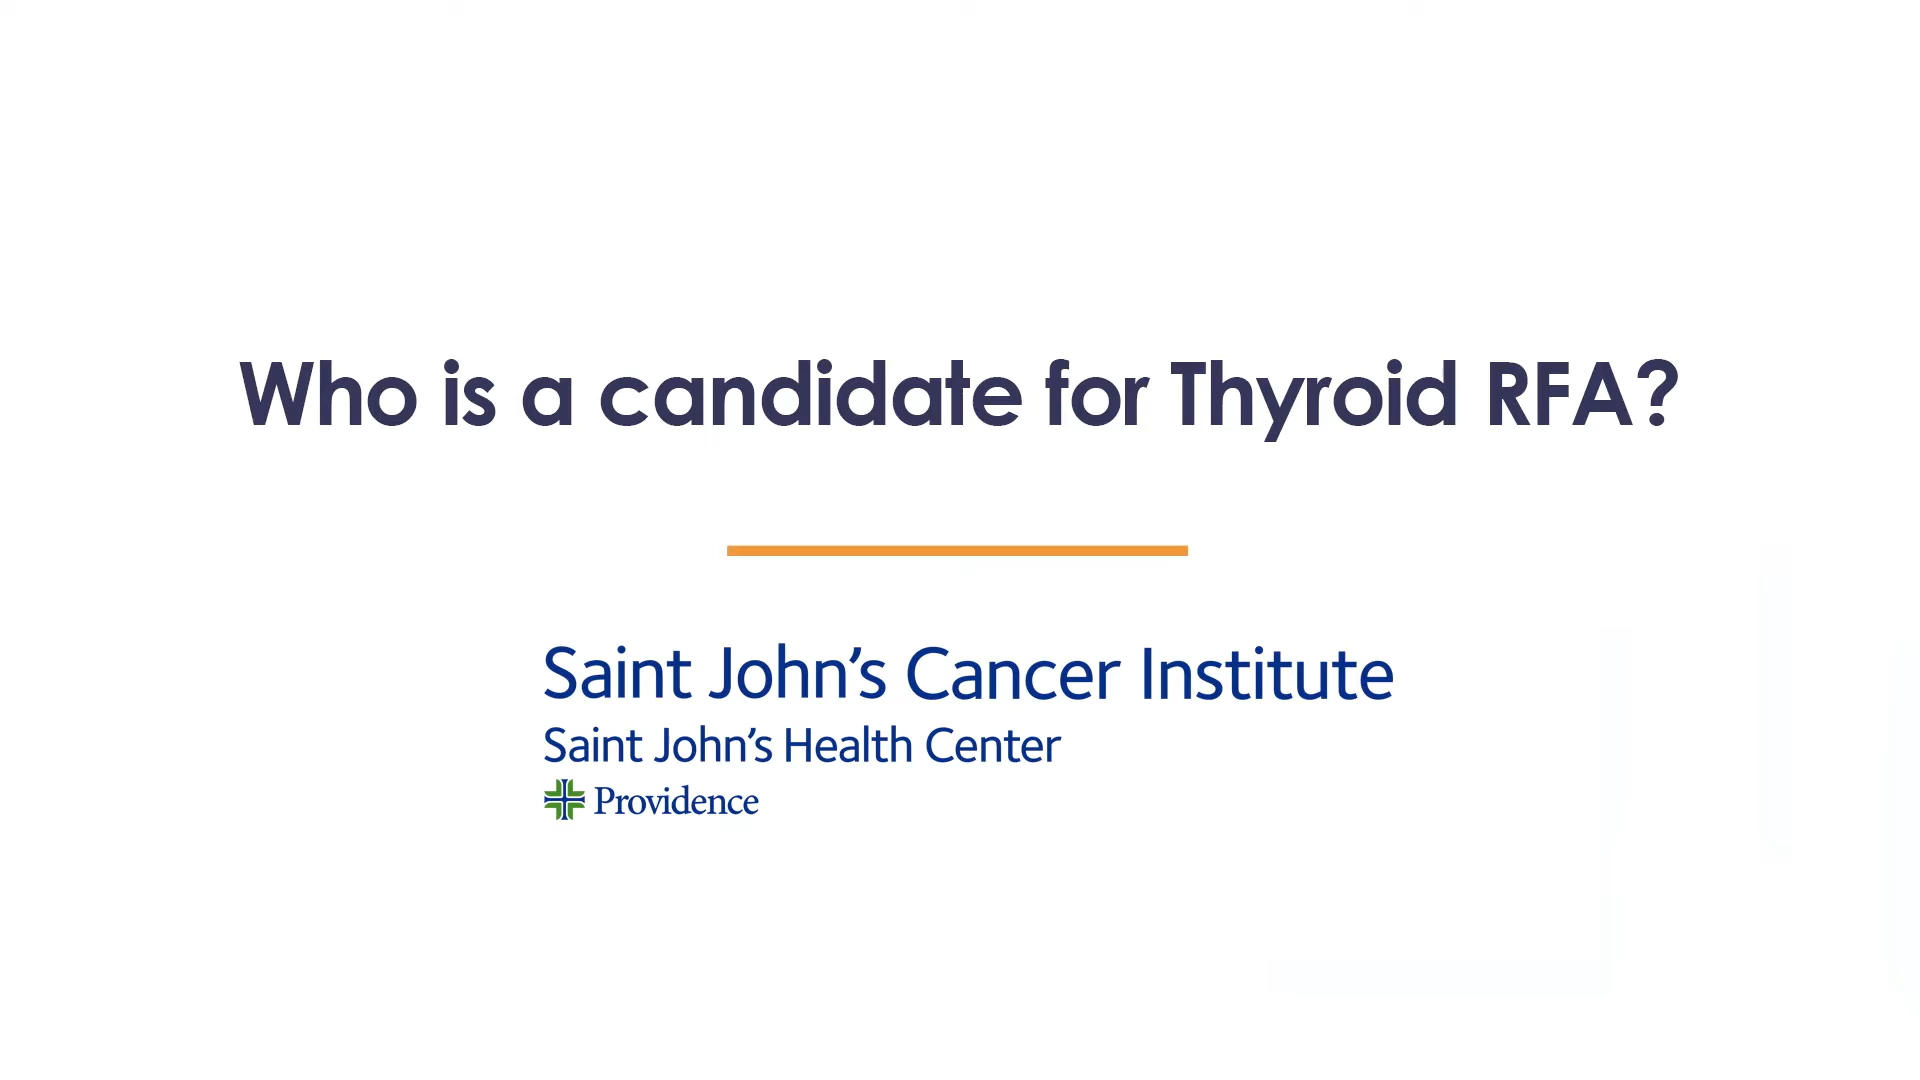 Who is a candidate for Thyroid RFA?
Saint John’s Cancer Institute
Saint John’s Health Center
Providence